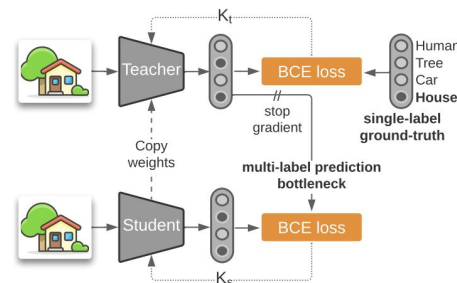 Kt
Teacher
BCE loss
Human
Tree
Car
House
stop
gradient
single-label
ground-truth
Copy
weights
multi-label prediction
bottleneck
Student
BCE loss
Ks